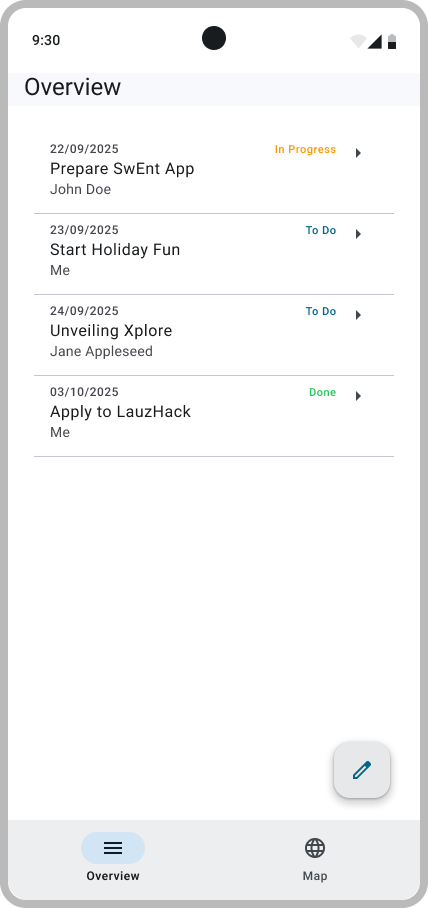 9:30
Overview
22/09/2025 In Progress
Prepare SwEnt App
John Doe
23/09/2025 To Do
Start Holiday Fun
Me
24/09/2025 To Do
Unveiling Xplore
Jane Appleseed
03/10/2025 Done
Apply to LauzHack
Me
Overview Map